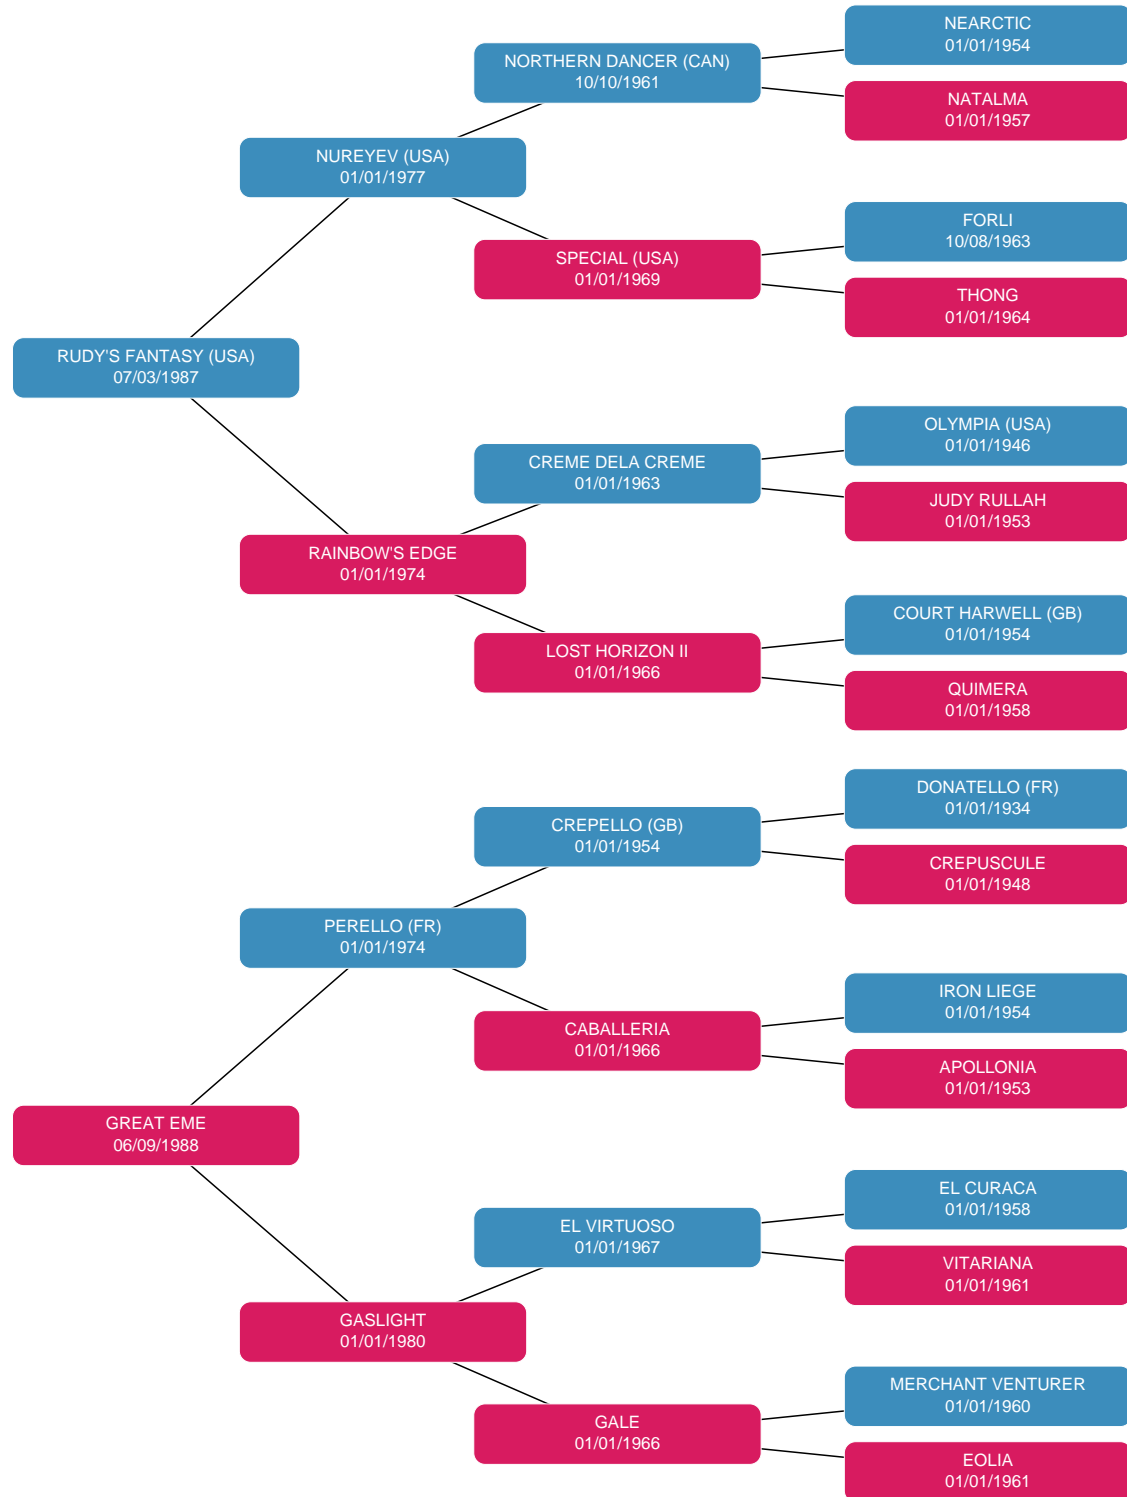 NEARCTIC
01/01/1954
NORTHERN DANCER (CAN)
10/10/1961
NATALMA
01/01/1957
NUREYEV (USA)
01/01/1977
FORLI
10/08/1963
SPECIAL (USA)
01/01/1969
THONG
01/01/1964
RUDY'S FANTASY (USA)
07/03/1987
OLYMPIA (USA)
01/01/1946
CREME DELA CREME
01/01/1963
JUDY RULLAH
01/01/1953
RAINBOW'S EDGE
01/01/1974
COURT HARWELL (GB)
01/01/1954
LOST HORIZON II
01/01/1966
QUIMERA
01/01/1958
DONATELLO (FR)
01/01/1934
CREPELLO (GB)
01/01/1954
CREPUSCULE
01/01/1948
PERELLO (FR)
01/01/1974
IRON LIEGE
01/01/1954
CABALLERIA
01/01/1966
APOLLONIA
01/01/1953
GREAT EME
06/09/1988
EL CURACA
01/01/1958
EL VIRTUOSO
01/01/1967
VITARIANA
01/01/1961
GASLIGHT
01/01/1980
MERCHANT VENTURER
01/01/1960
GALE
01/01/1966
EOLIA
01/01/1961